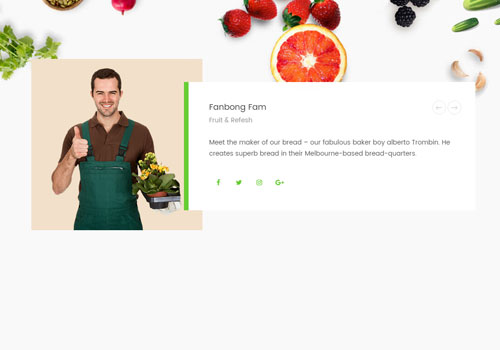 Fanbong Fam
Fruit & Refesh
Meet the maker of our bread – our fabulous baker boy alberto Trombin. He
creates superb bread in their Melbourne-based bread-quarters.